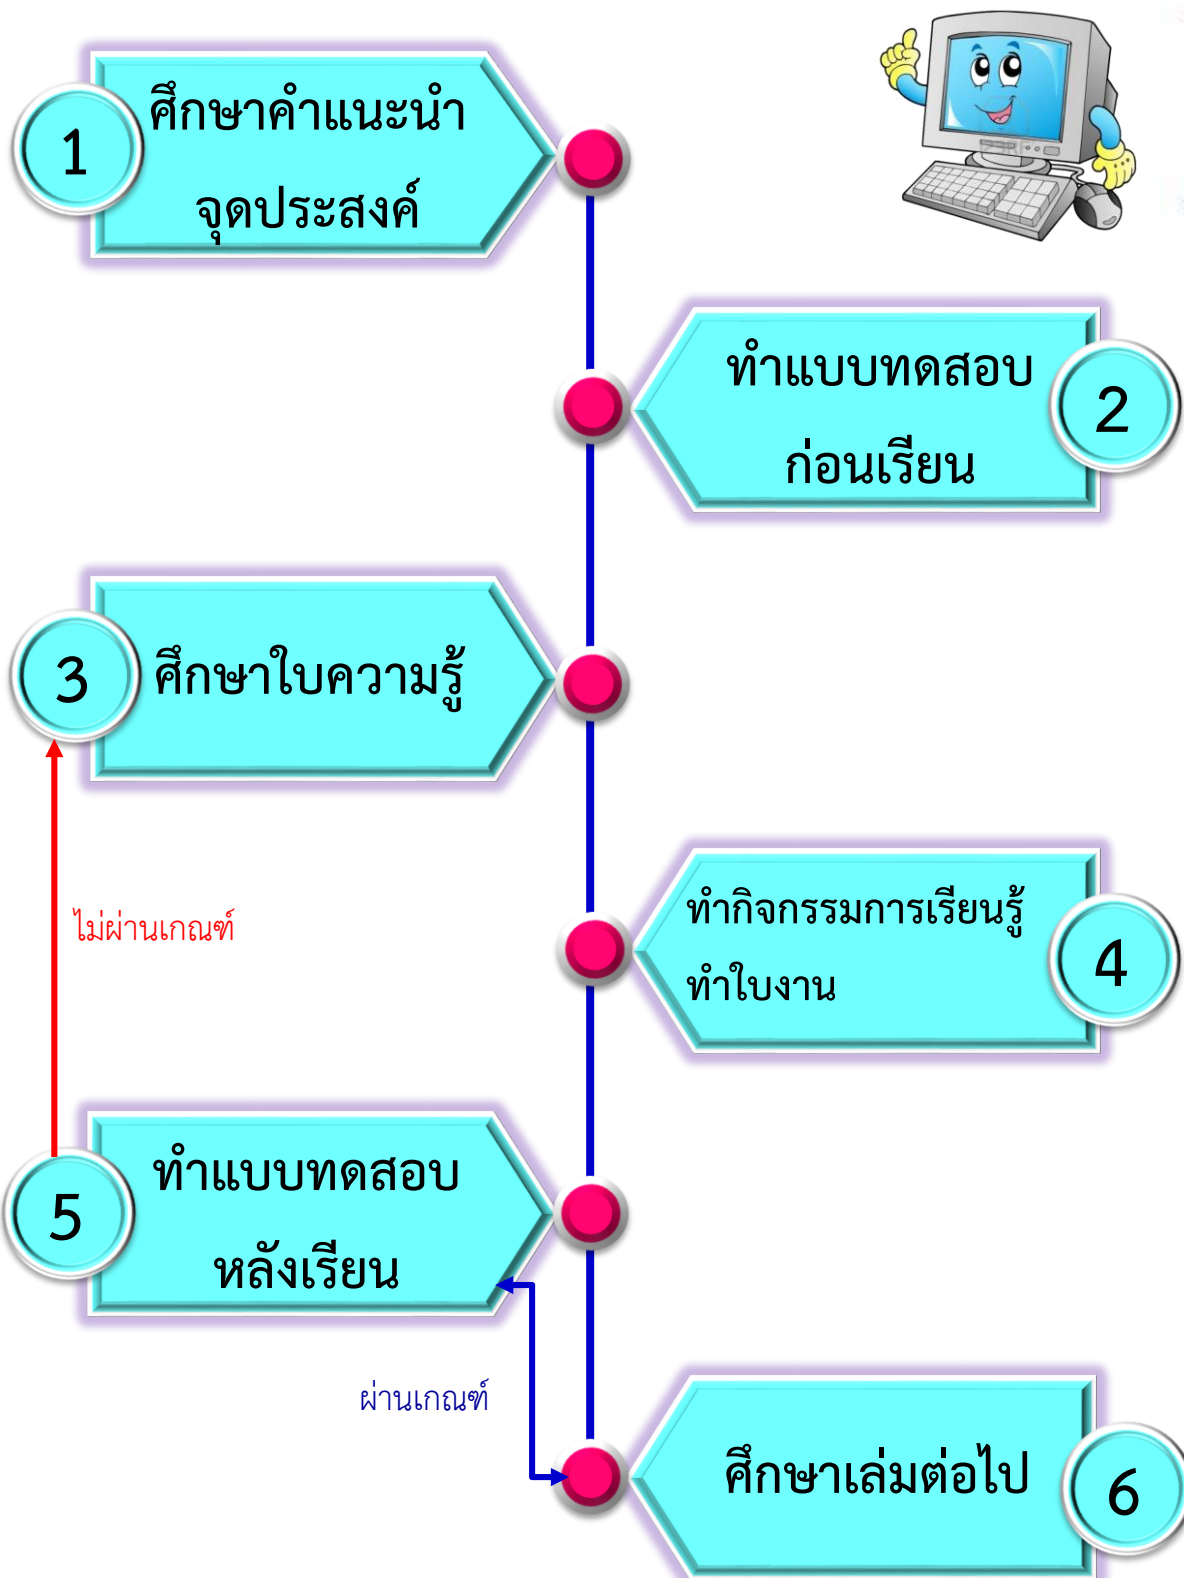 1
ศึกษาคำแนะนำ
จุดประสงค์
2
ทำแบบทดสอบ
ก่อนเรียน
3
ศึกษาใบความรู้
4
ทำกิจกรรมการเรียนรู้
ทำใบงาน
ไม่ผ่านเกณฑ์
5
ทำแบบทดสอบ
หลังเรียน
ผ่านเกณฑ์
6
ศึกษาเล่มต่อไป